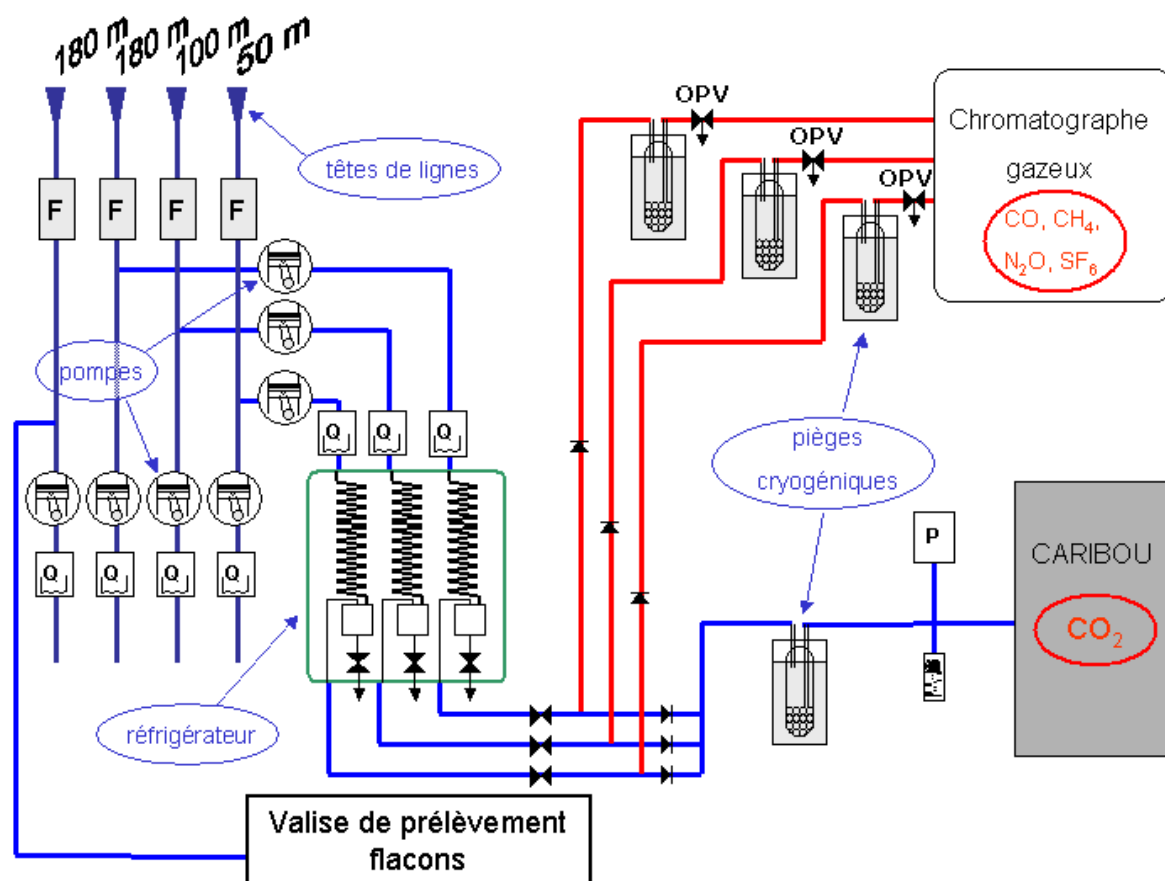 180 m
180 m
100 m
50 m
OPV
OPV
OPV
Chromatographe
gazeux
CO, CH₄,
N₂O, SF₆
têtes de lignes
F
F
F
F
pompes
Q
Q
Q
Q
Q
Q
Q
pièges
cryogéniques
P
CARIBOU
CO₂
réfrigérateur
Valise de prélèvement
flacons